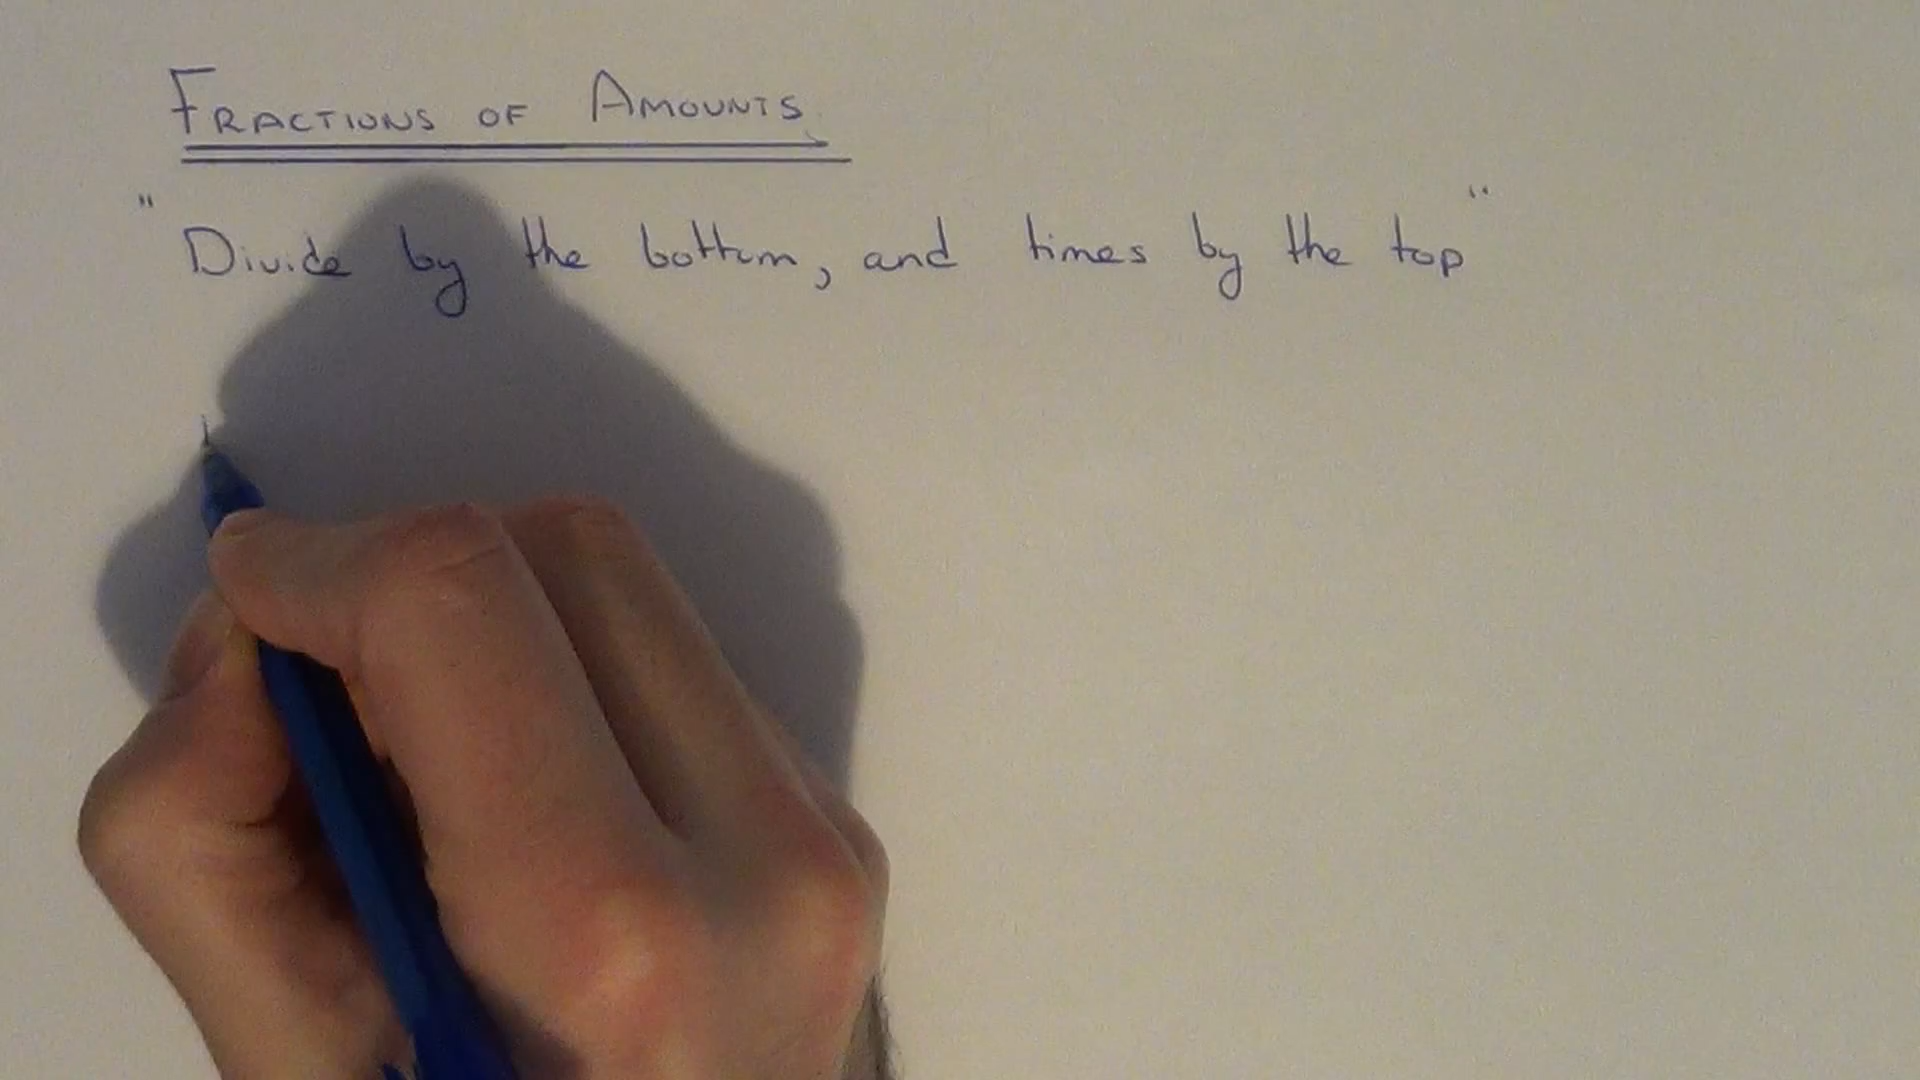 FRACTIONS OF AMOUNTS
"Divide by the bottom, and times by the top"